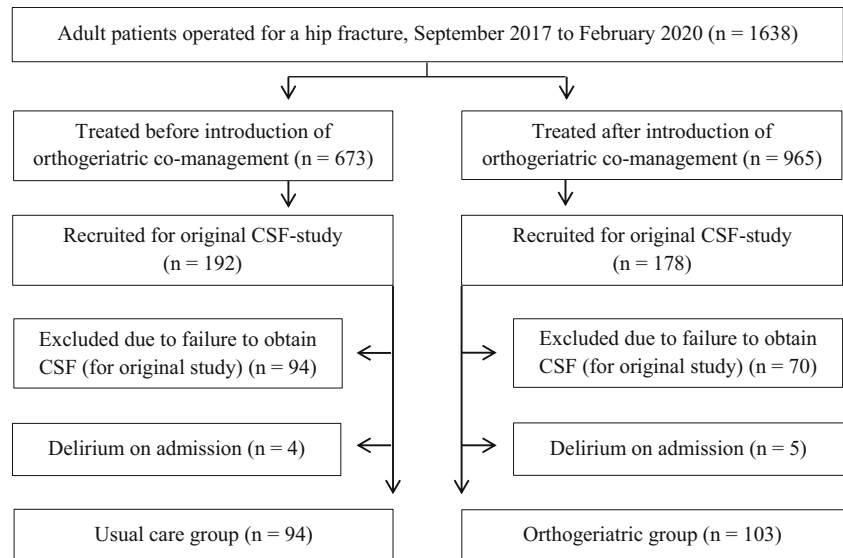 Adult patients operated for a hip fracture, September 2017 to February 2020 (n = 1638)
Treated before introduction of
orthogeriatric co-management (n = 673)
Treated after introduction of
orthogeriatric co-management (n = 965)
Recruited for original CSF-study
(n = 192)
Recruited for original CSF-study
(n = 178)
Excluded due to failure to obtain
CSF (for original study) (n = 94)
Excluded due to failure to obtain
CSF (for original study) (n = 70)
Delirium on admission (n = 4)
Delirium on admission (n = 5)
Usual care group (n = 94)
Orthogeriatric group (n = 103)